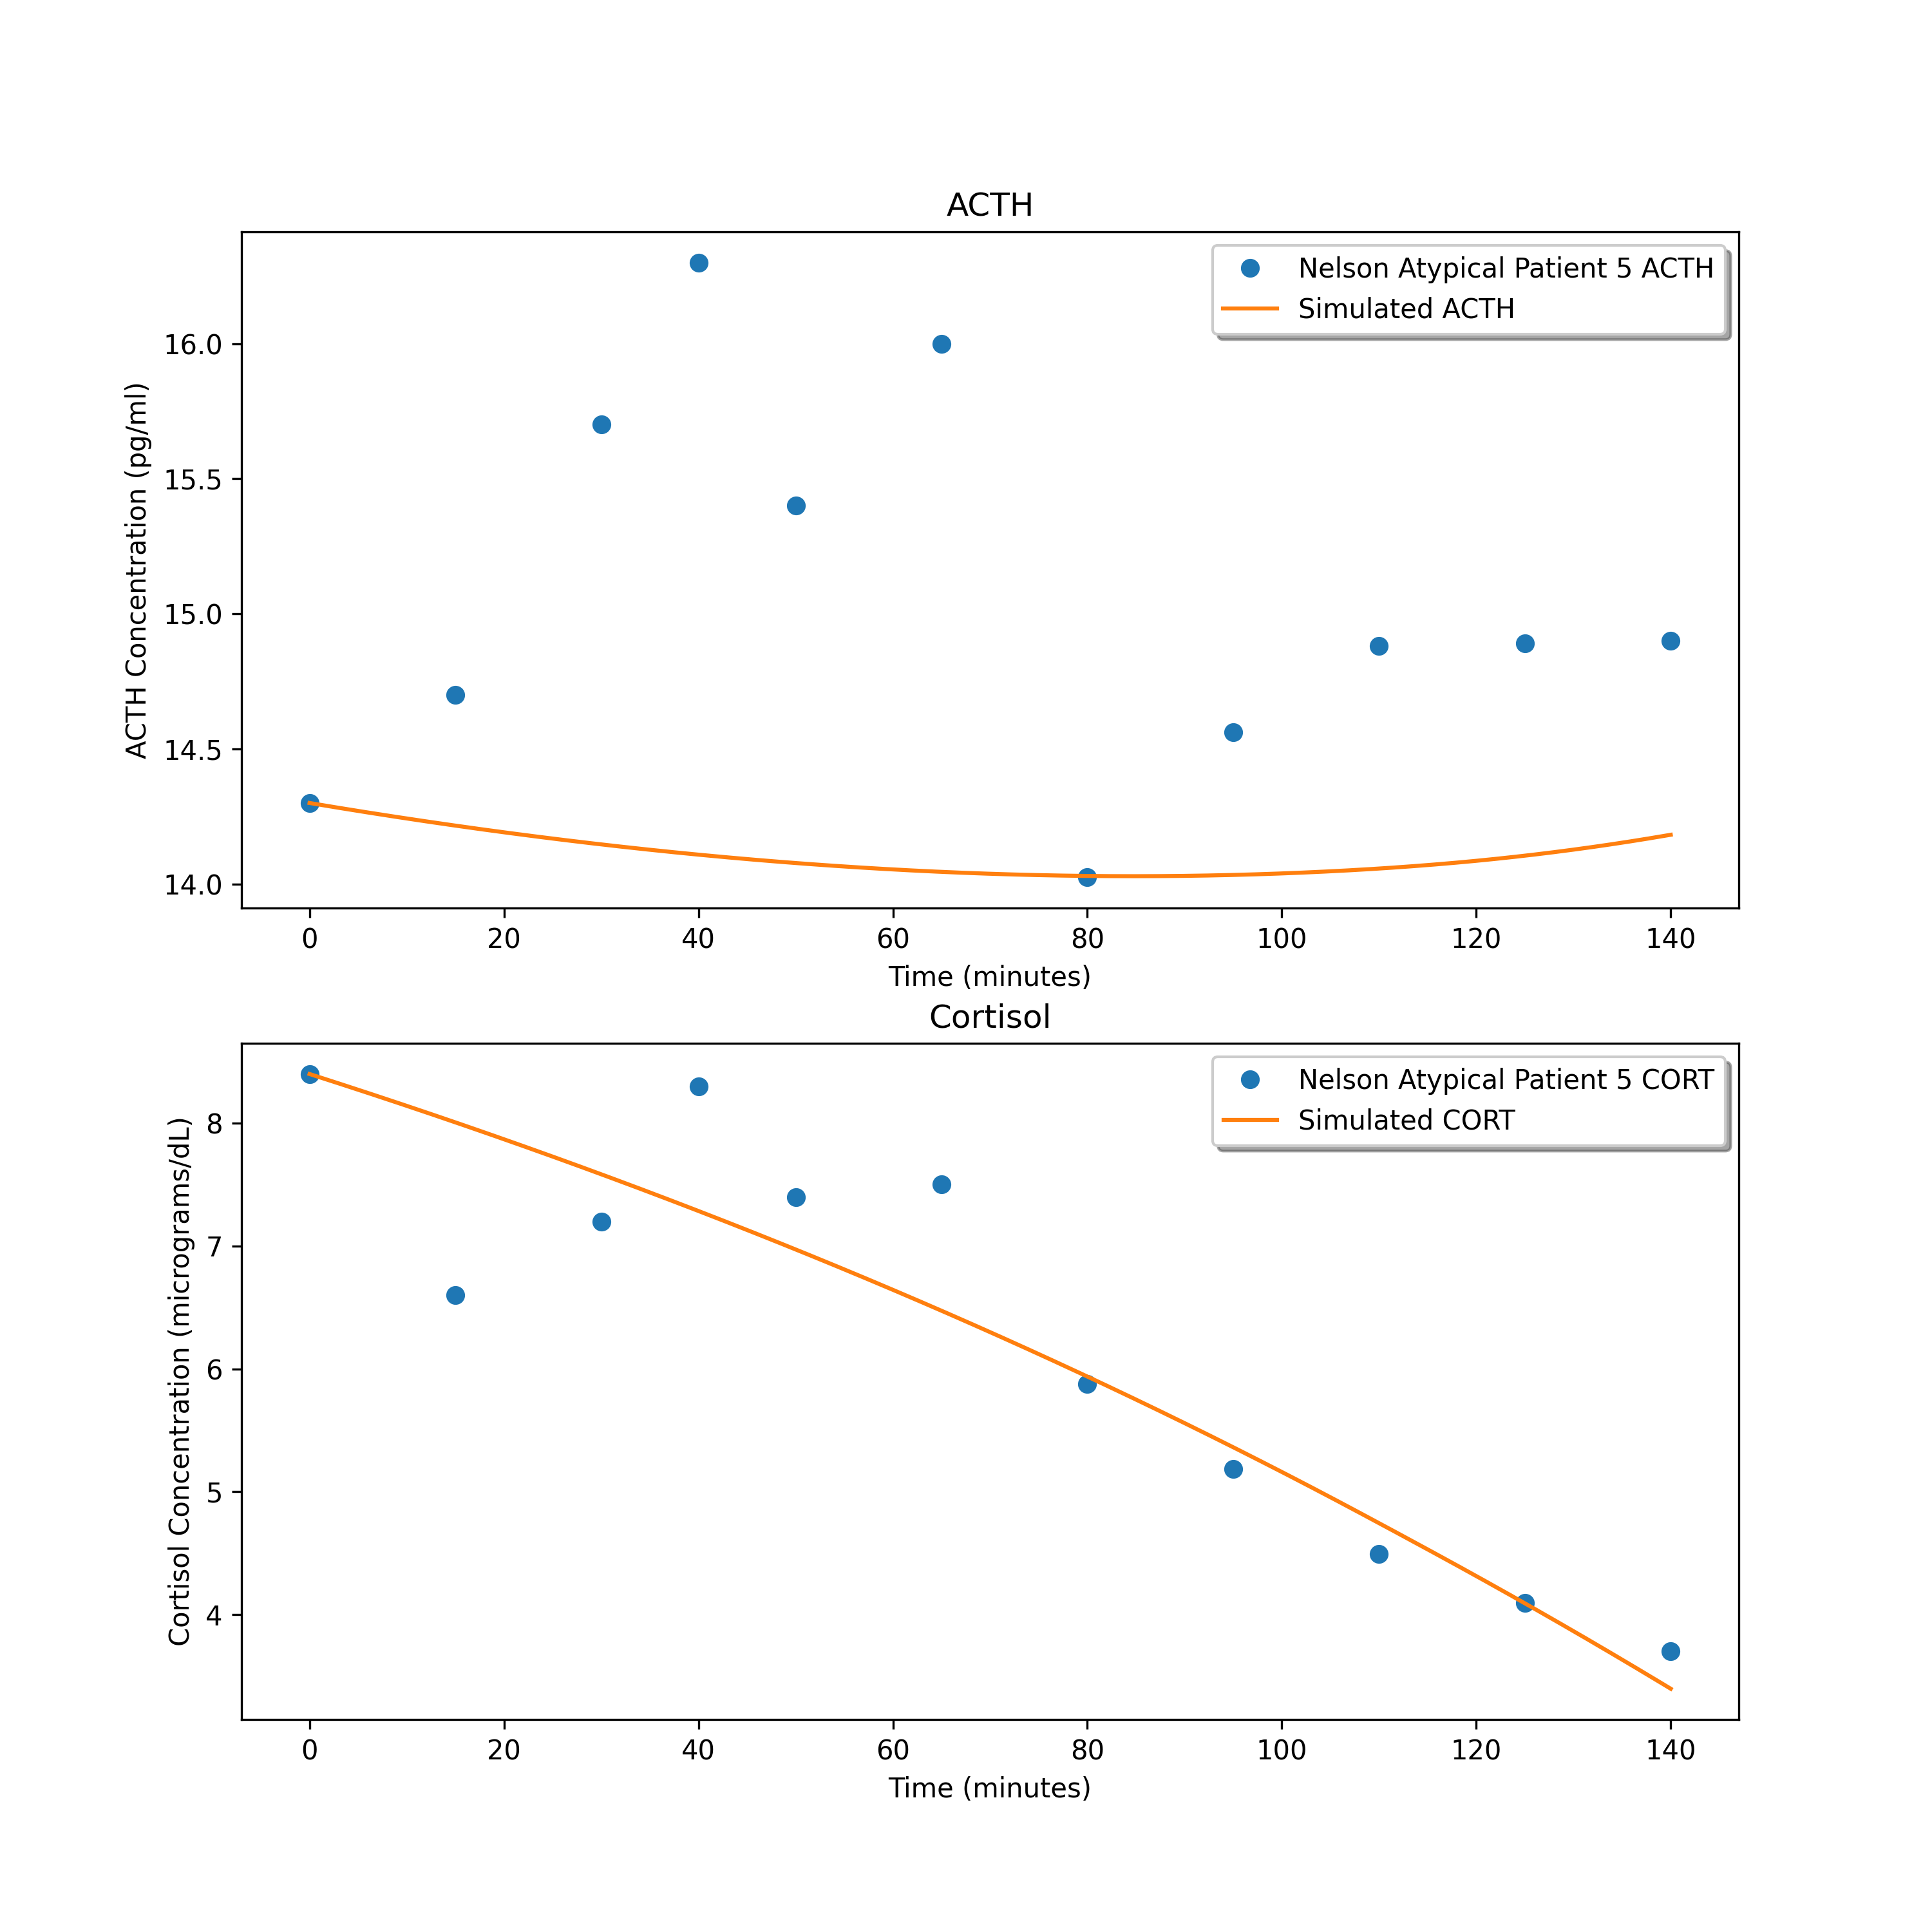 ACTH
Nelson Atypical Patient 5 ACTH
Simulated ACTH
ACTH Concentration (pg/ml)
16.0
15.5
15.0
14.5
14.0
0 20 40 60 80 100 120 140
Time (minutes)
Cortisol
Nelson Atypical Patient 5 CORT
Simulated CORT
Cortisol Concentration (micrograms/dL)
8
7
6
5
4
0 20 40 60 80 100 120 140
Time (minutes)